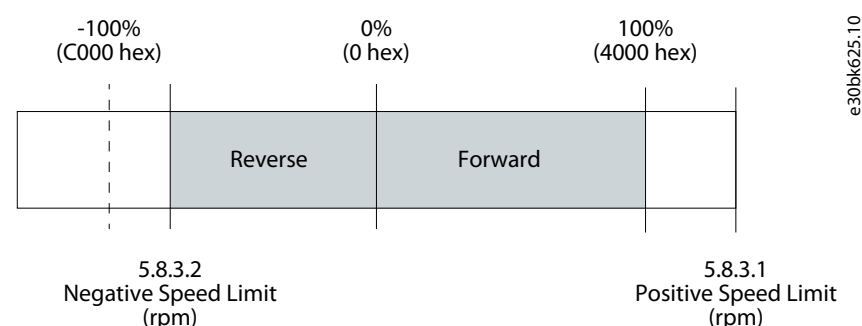 -100%
(C000 hex)
0%
(0 hex)
100%
(4000 hex)
e30bk625.10
Reverse
Forward
5.8.3.2
Negative Speed Limit
(rpm)
5.8.3.1
Positive Speed Limit
(rpm)